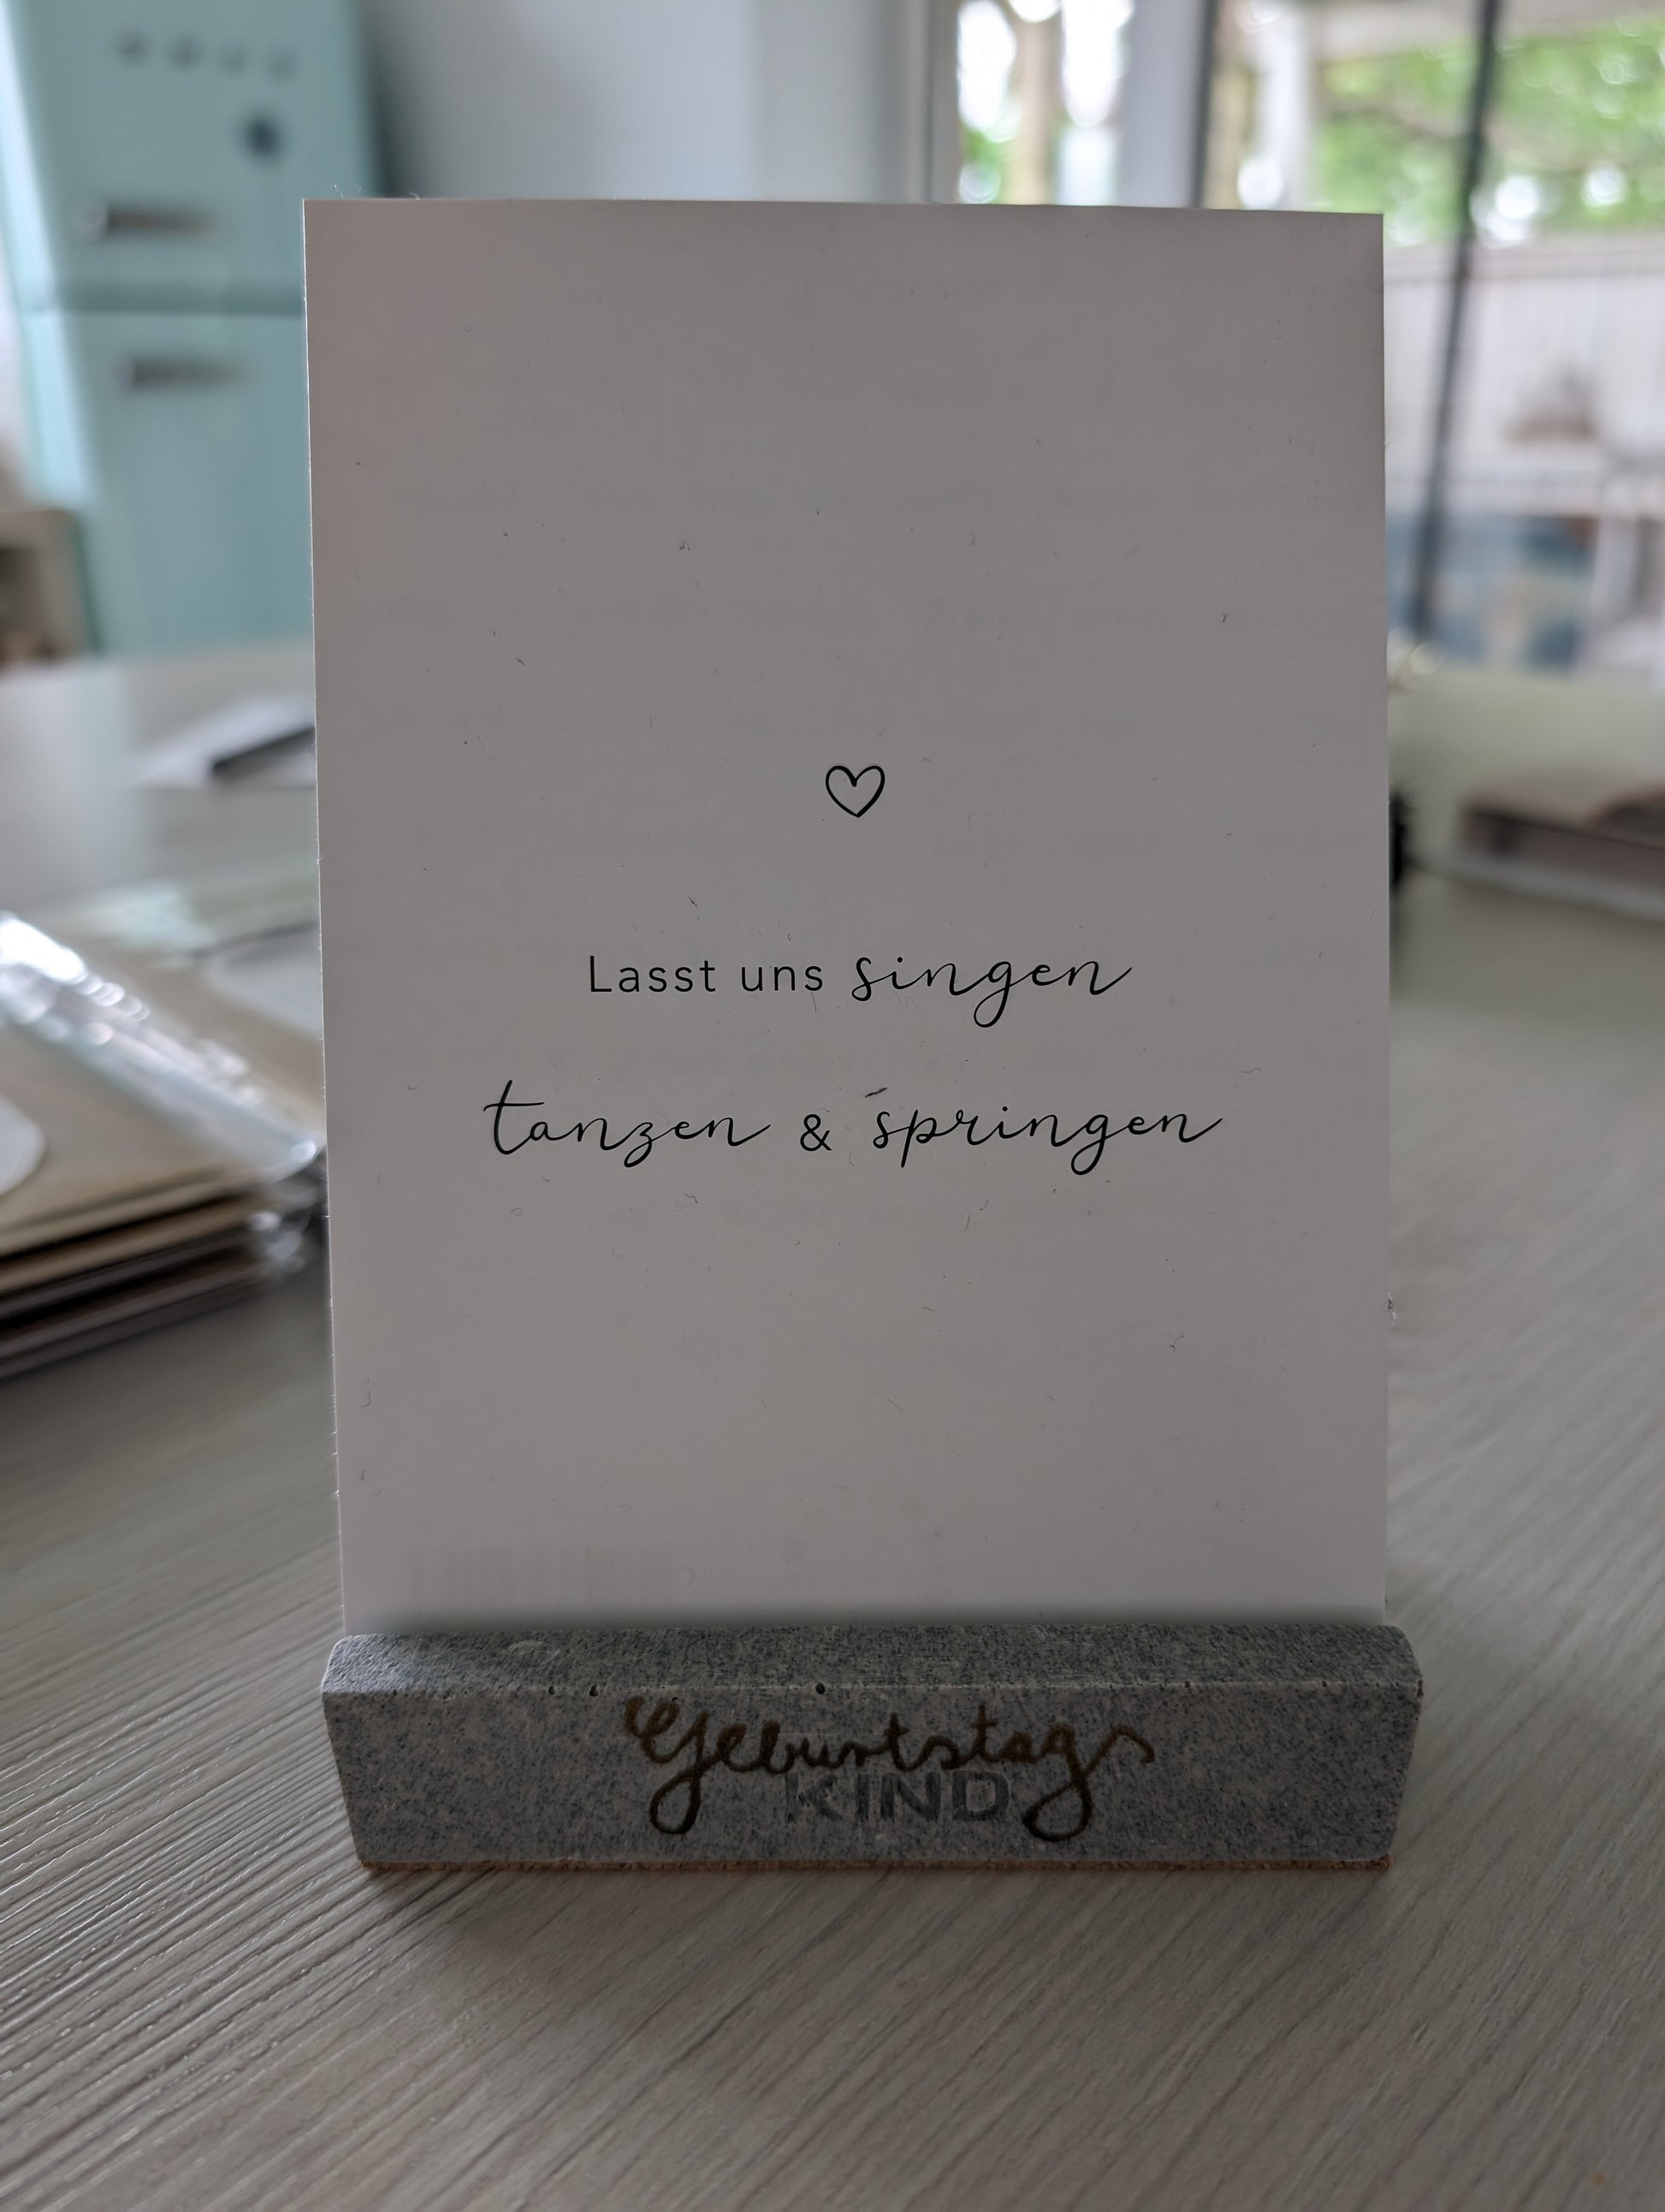 Lasst uns singen
tanzen & springen
Geburtstags
KIND